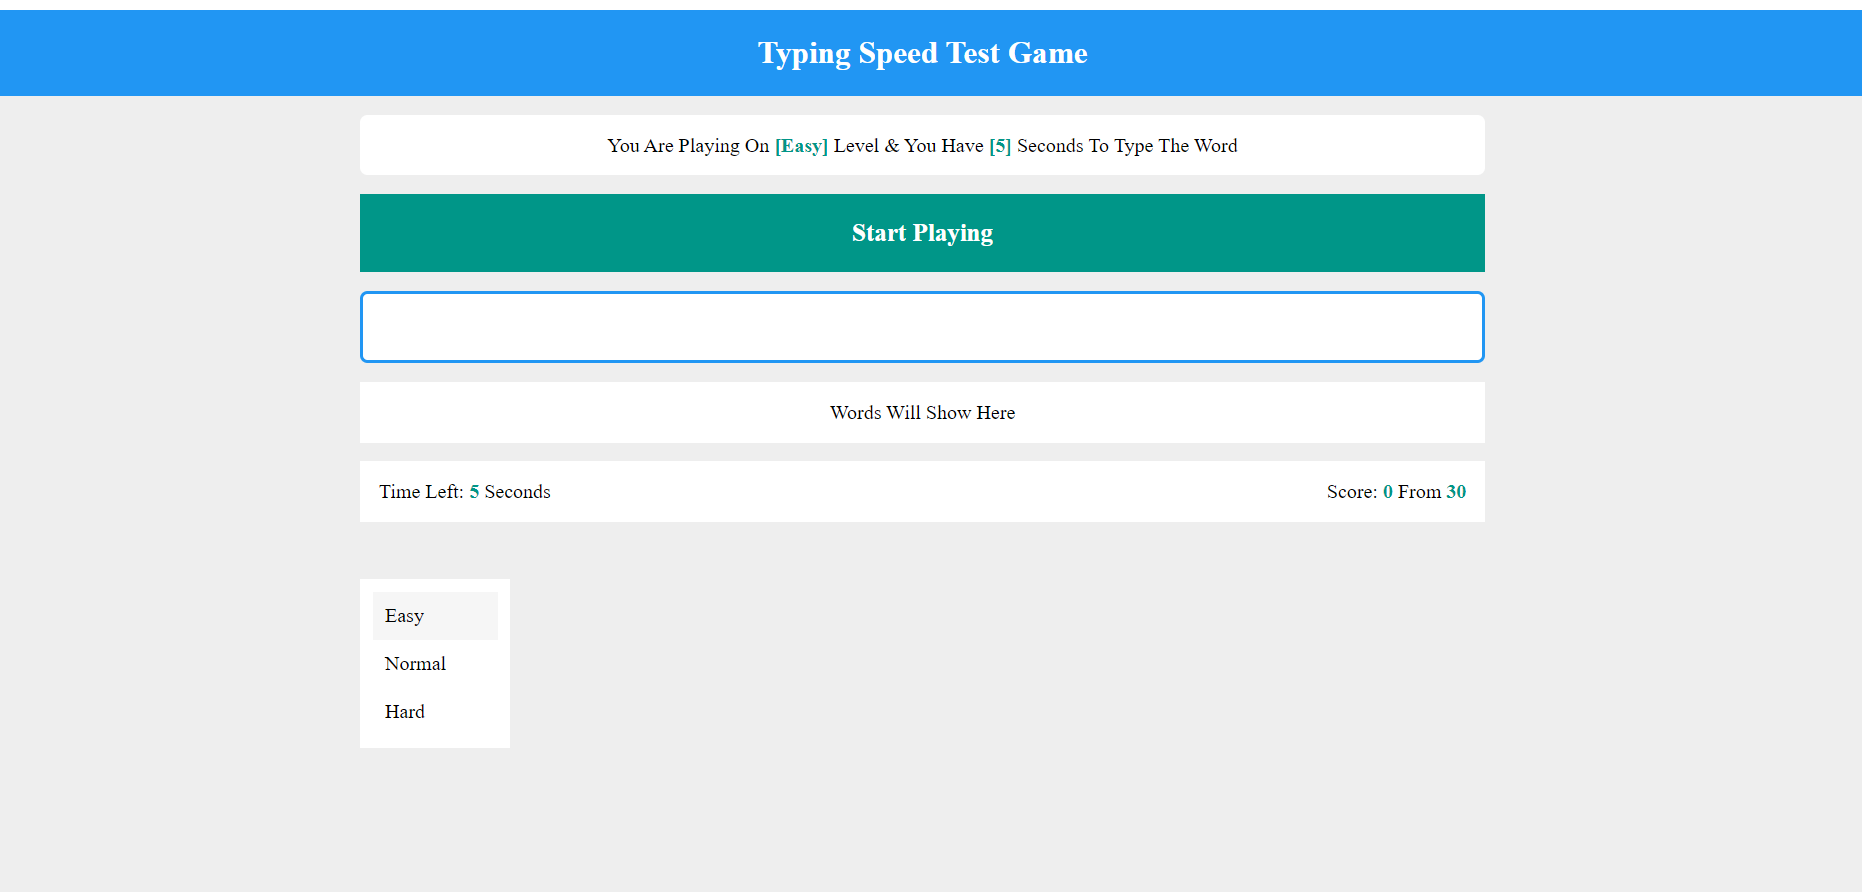 Typing Speed Test Game
You Are Playing On [Easy] Level & You Have [5] Seconds To Type The Word
Start Playing
Words Will Show Here
Time Left: 5 Seconds
Score: 0 From 30
Easy
Normal
Hard